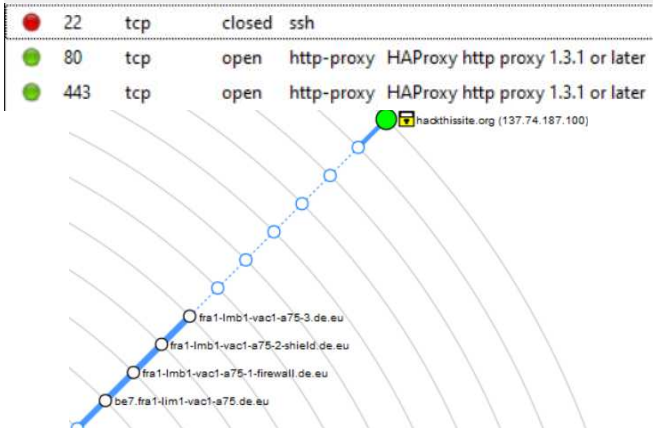 22 tcp closed ssh
80 tcp open http-proxy HAProxy http proxy 1.3.1 or later
443 tcp open http-proxy HAProxy http proxy 1.3.1 or later
hackthissite.org (137.74.187.100)
fra1-lmb1-vac1-a75-3.de.eu
fra1-lmb1-vac1-a75-2-shield.de.eu
fra1-lmb1-vac1-a75-1-firewall.de.eu
be7.fra1-lim1-vac1-a75.de.eu